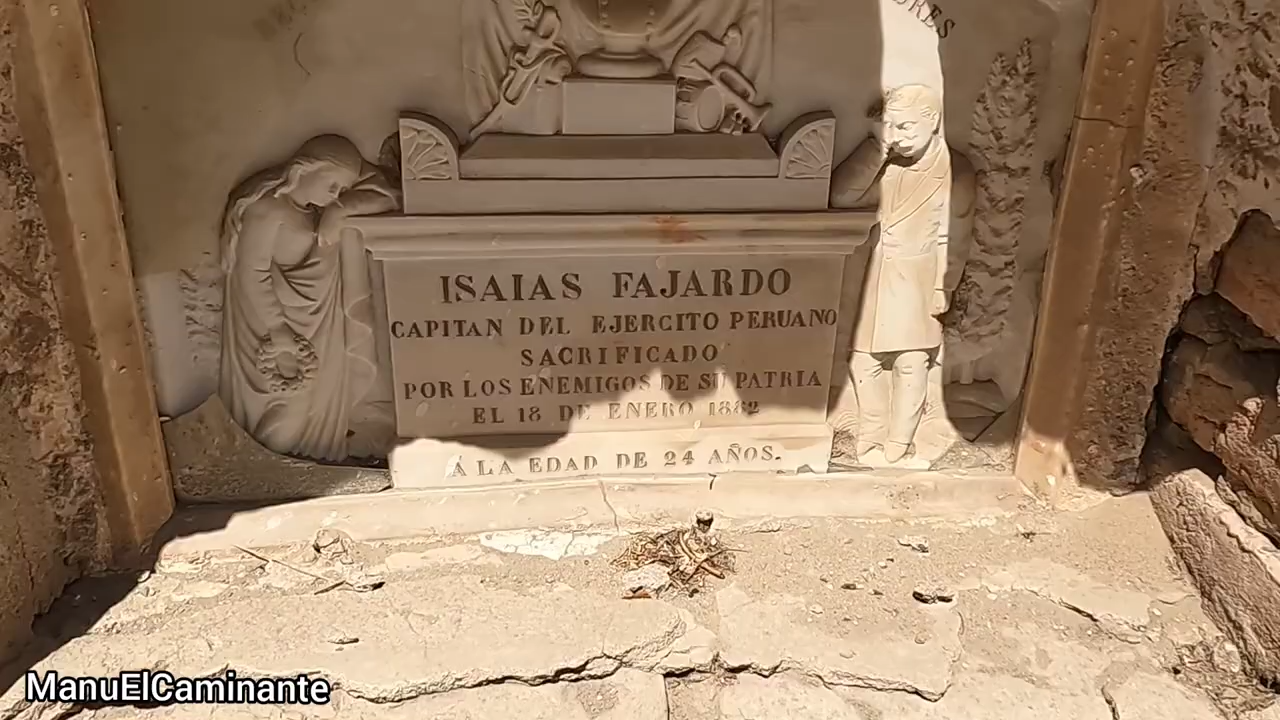 ISAIAS FAJARDO
CAPITAN DEL EJERCITO PERUANO
SACRIFICADO
POR LOS ENEMIGOS DE SU PATRIA
EL 18 DE ENERO 1882
Á LA EDAD DE 24 AÑOS.
ManuElCaminante